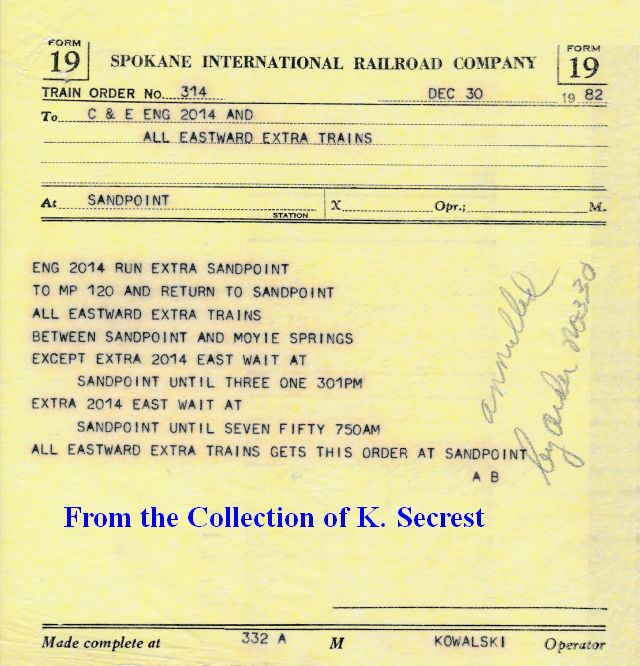 FORM 19
SPOKANE INTERNATIONAL RAILROAD COMPANY
FORM 19
TRAIN ORDER No. 314 DEC 30 19 82
To C & E ENG 2014 AND
ALL EASTWARD EXTRA TRAINS
At SANDPOINT STATION X Opr.; M.
ENG 2014 RUN EXTRA SANDPOINT
TO MP 120 AND RETURN TO SANDPOINT
ALL EASTWARD EXTRA TRAINS
BETWEEN SANDPOINT AND MOYIE SPRINGS
EXCEPT EXTRA 2014 EAST WAIT AT
SANDPOINT UNTIL THREE ONE 301PM
EXTRA 2014 EAST WAIT AT
SANDPOINT UNTIL SEVEN FIFTY 750AM
ALL EASTWARD EXTRA TRAINS GETS THIS ORDER AT SANDPOINT
A B
annulled
by order No 330
From the Collection of K. Secrest
Made complete at 332 A M KOWALSKI Operator